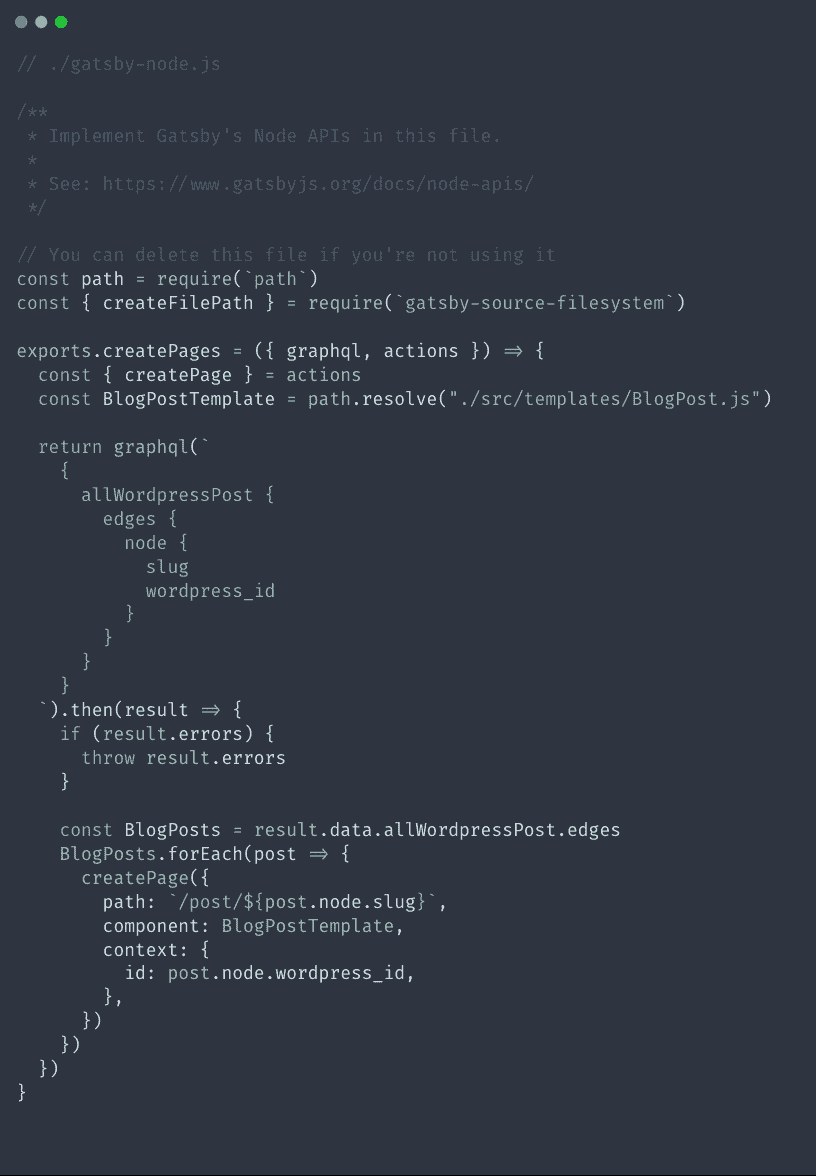 // ./gatsby-node.js

/**
 * Implement Gatsby's Node APIs in this file.
 *
 * See: https://www.gatsbyjs.org/docs/node-apis/
 */

// You can delete this file if you're not using it
const path = require(`path`)
const { createFilePath } = require(`gatsby-source-filesystem`)

exports.createPages = ({ graphql, actions }) => {
  const { createPage } = actions
  const BlogPostTemplate = path.resolve("./src/templates/BlogPost.js")

  return graphql(`
    {
      allWordpressPost {
        edges {
          node {
            slug
            wordpress_id
          }
        }
      }
    }
  `).then(result => {
    if (result.errors) {
      throw result.errors
    }

    const BlogPosts = result.data.allWordpressPost.edges
    BlogPosts.forEach(post => {
      createPage({
        path: `/post/${post.node.slug}`,
        component: BlogPostTemplate,
        context: {
          id: post.node.wordpress_id,
        },
      })
    })
  })
}